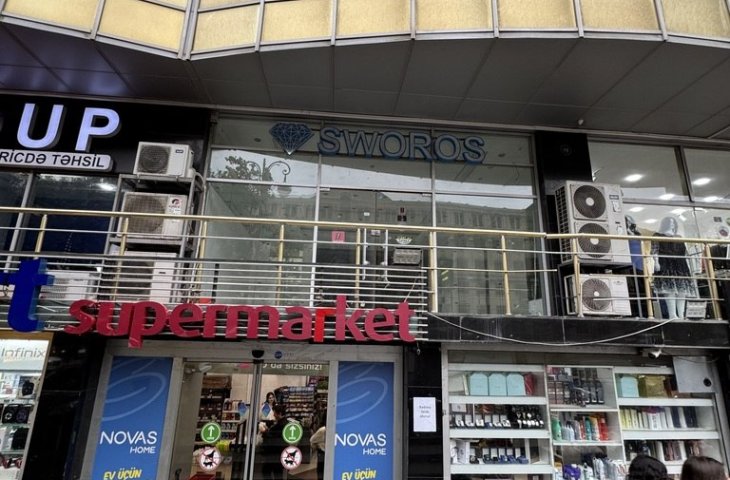 UP
RİCDƏ TƏHSİL
SWOROS
t supermarket
Infinix
NOVAS
HOME
EV ÜÇÜN
NOVAS
HOME
EV ÜÇÜN